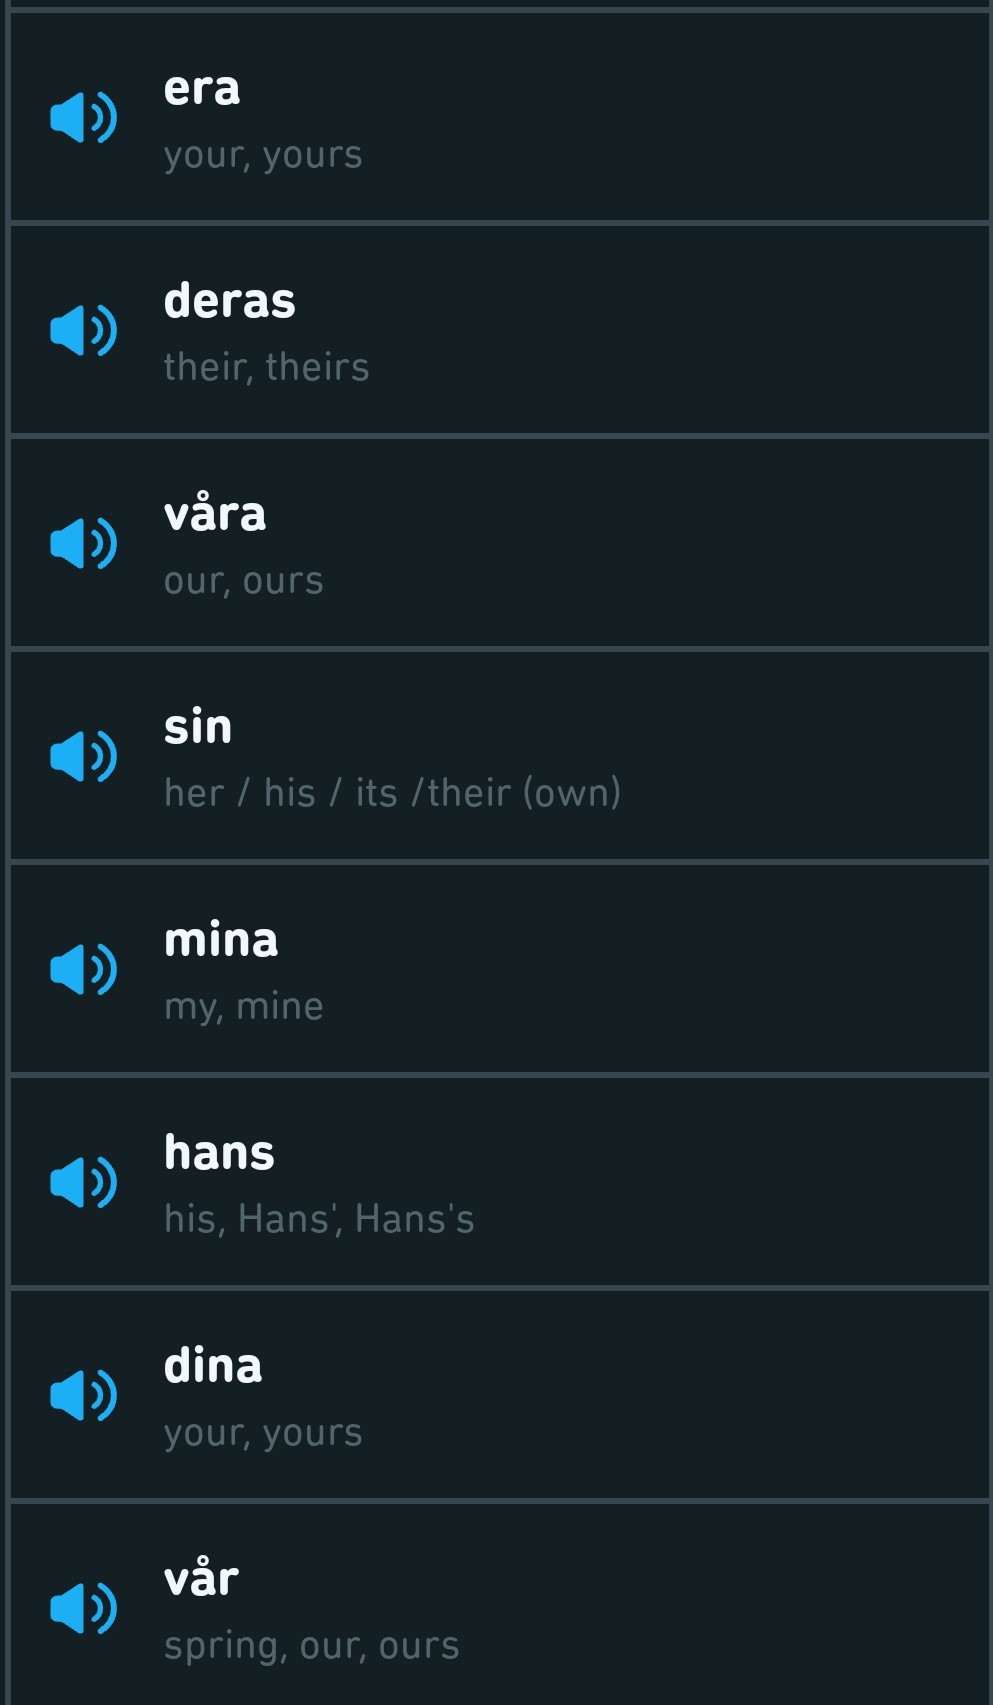 era
your, yours
deras
their, theirs
våra
our, ours
sin
her / his / its /their (own)
mina
my, mine
hans
his, Hans', Hans's
dina
your, yours
vår
spring, our, ours